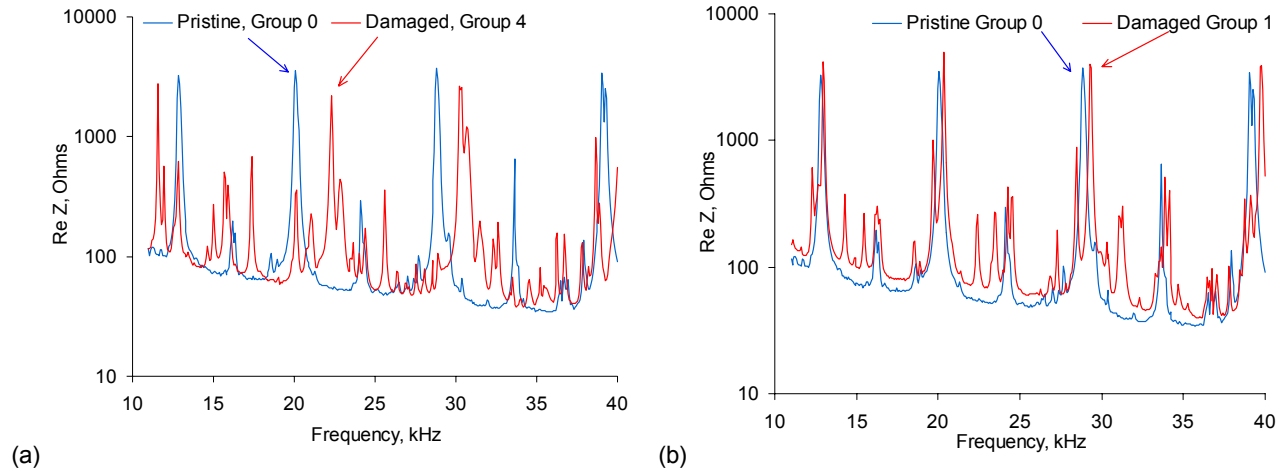 10000
1000
100
10
Re Z, Ohms
Pristine, Group 0
Damaged, Group 4
10 15 20 25 30 35 40
Frequency, kHz
(a)
10000
1000
100
10
Re Z, Ohms
Pristine Group 0
Damaged Group 1
10 15 20 25 30 35 40
Frequency, kHz
(b)